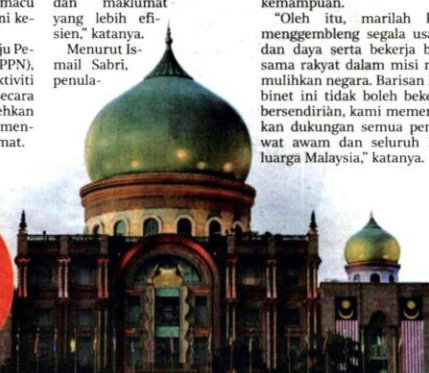 macu
ni ke-
ju Pe-
PPN),
ktiviti
ecara
ehkan
men-
mat.
dan maklumat
yang lebih efi-
sien,” katanya.
Menurut Is-
mail Sabri,
penula-
kemampuan.
“Oleh itu, marilah k
menggembleng segala usa
dan daya serta bekerja b
sama rakyat dalam misi m
mulihkan negara. Barisan
binet ini tidak boleh beke
bersendirian, kami memer
kan dukungan semua pen
wat awam dan seluruh
luarga Malaysia,” katanya.